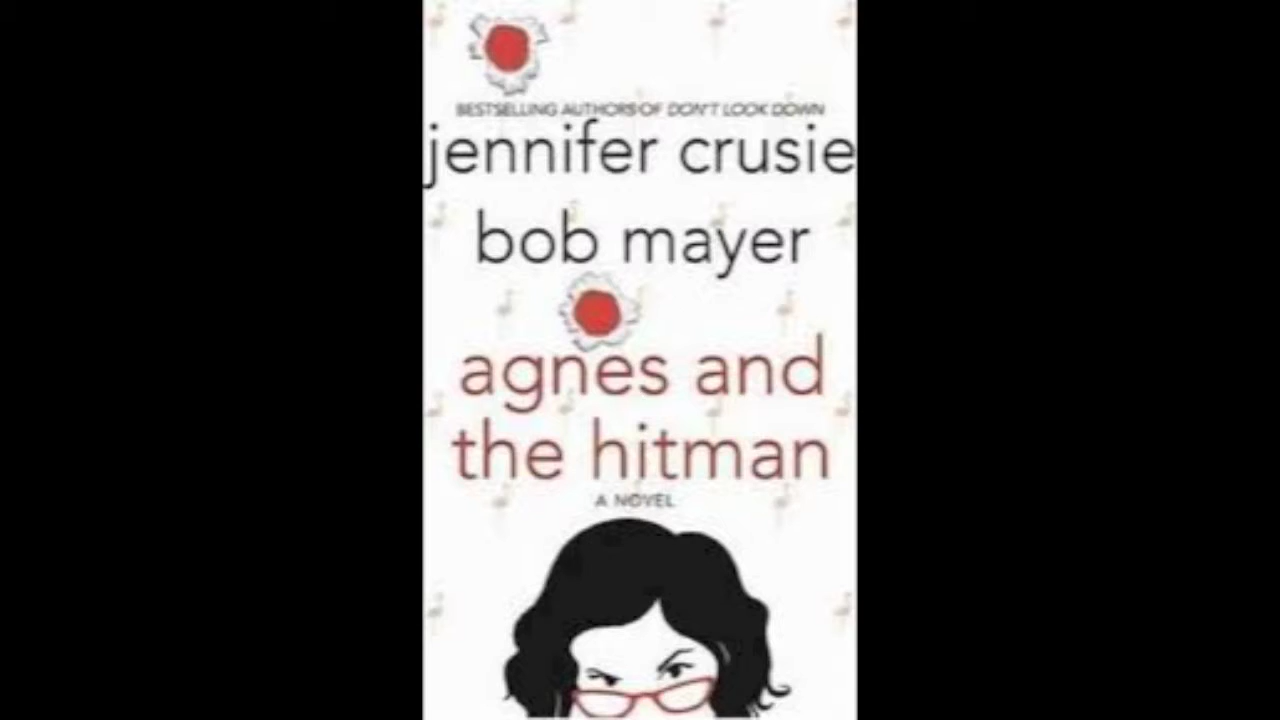 BESTSELLING AUTHORS OF DON'T LOOK DOWN
jennifer crusie
bob mayer
agnes and
the hitman
A NOVEL